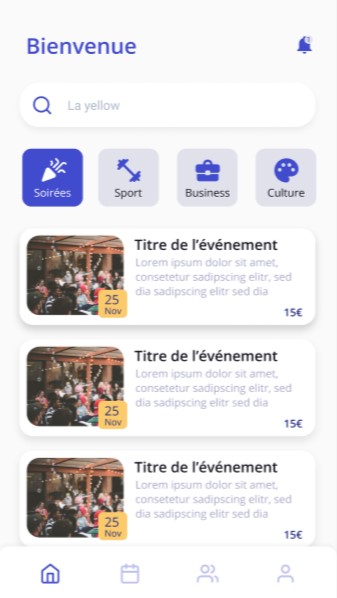 Bienvenue
La yellow
Soirées
Sport
Business
Culture
Titre de l'événement
Lorem ipsum dolor sit amet,
consetetur sadipscing elitr, sed
dia sadipscing elitr sed dia
25
Nov
15€
Titre de l'événement
Lorem ipsum dolor sit amet,
consetetur sadipscing elitr, sed
dia sadipscing elitr sed dia
25
Nov
15€
Titre de l'événement
Lorem ipsum dolor sit amet,
consetetur sadipscing elitr, sed
dia sadipscing elitr sed dia
25
Nov
15€